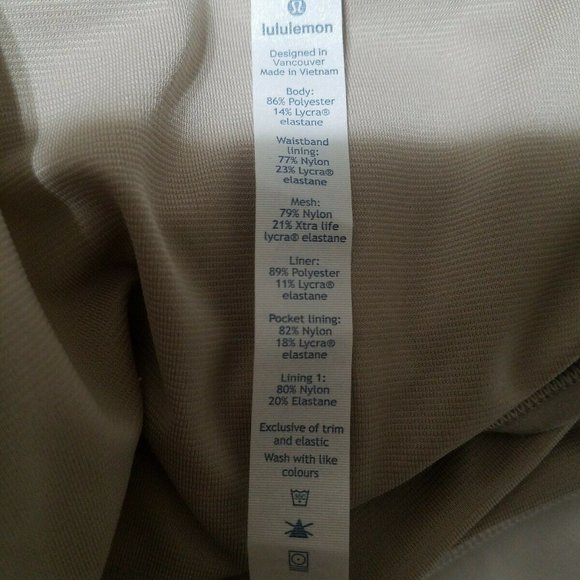 lululemon
Designed in
Vancouver
Made in Vietnam
Body:
86% Polyester
14% Lycra®
elastane
Waistband
lining:
77% Nylon
23% Lycra®
elastane
Mesh:
79% Nylon
21% Xtra life
lycra® elastane
Liner:
89% Polyester
11% Lycra®
elastane
Pocket lining:
82% Nylon
18% Lycra®
elastane
Lining 1:
80% Nylon
20% Elastane
Exclusive of trim
and elastic
Wash with like
colours